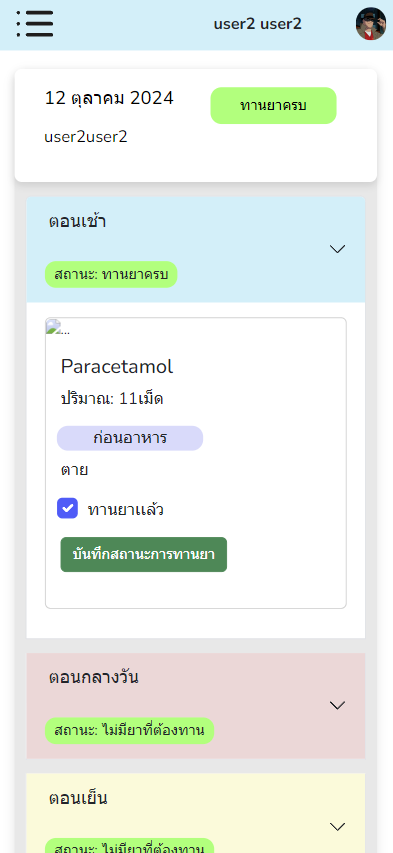 user2 user2
12 ตุลาคม 2024
ทานยาครบ
user2user2
ตอนเช้า
สถานะ: ทานยาครบ
...
Paracetamol
ปริมาณ: 11เม็ด
ก่อนอาหาร
ตาย
ทานยาแล้ว
บันทึกสถานะการทานยา
ตอนกลางวัน
สถานะ: ไม่มียาที่ต้องทาน
ตอนเย็น
สถานะ: ไม่มียาที่ต้องทาน